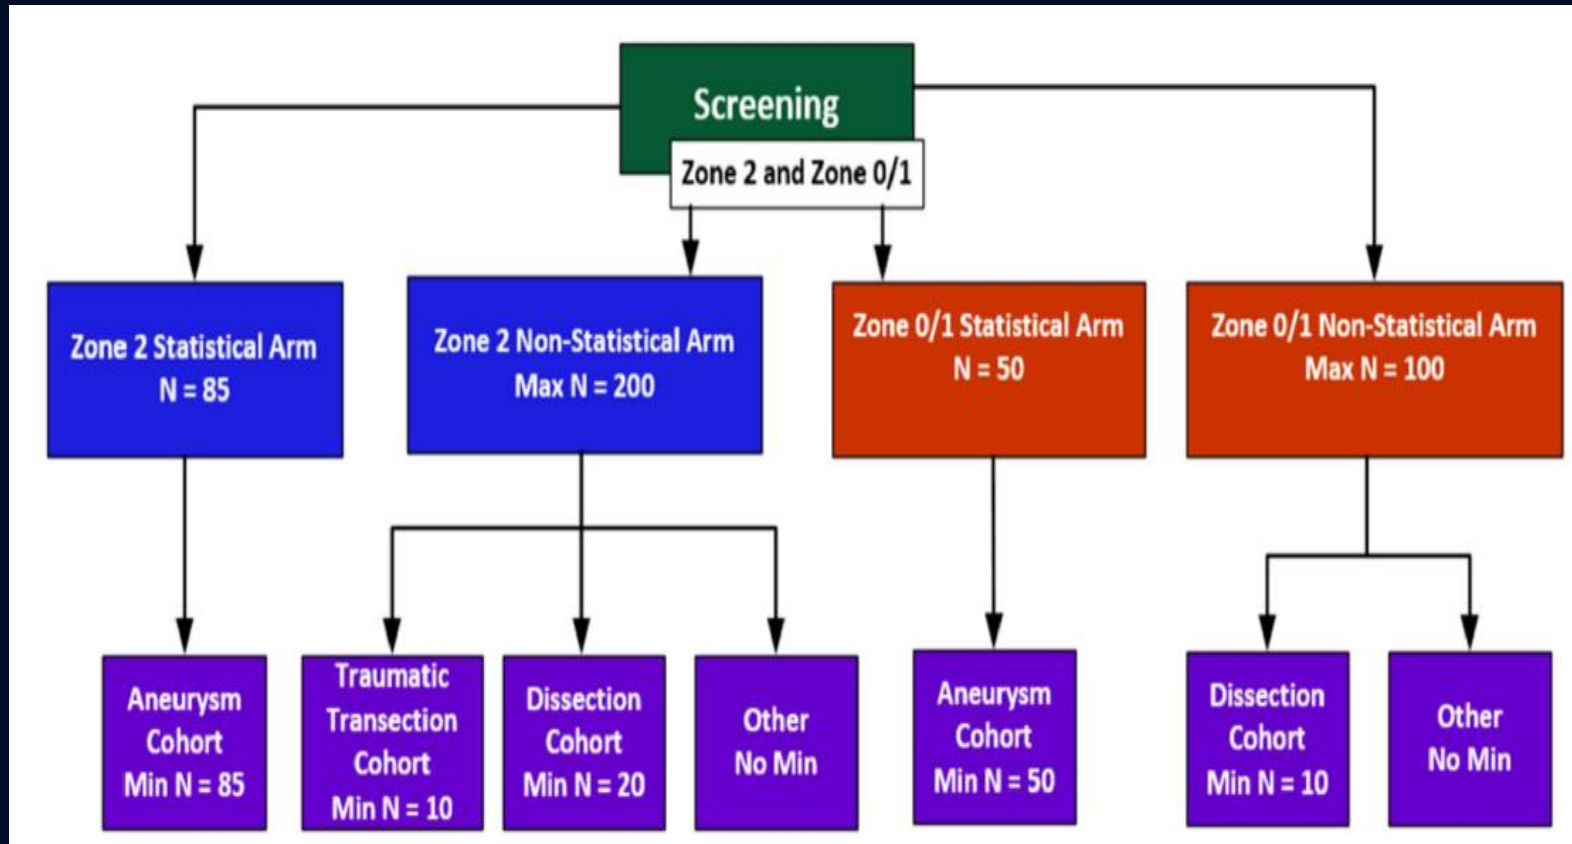 Screening
Zone 2 and Zone 0/1
Zone 2 Statistical Arm
N = 85
Zone 2 Non-Statistical Arm
Max N = 200
Zone 0/1 Statistical Arm
N = 50
Zone 0/1 Non-Statistical Arm
Max N = 100
Aneurysm
Cohort
Min N = 85
Traumatic
Transection
Cohort
Min N = 10
Dissection
Cohort
Min N = 20
Other
No Min
Aneurysm
Cohort
Min N = 50
Dissection
Cohort
Min N = 10
Other
No Min